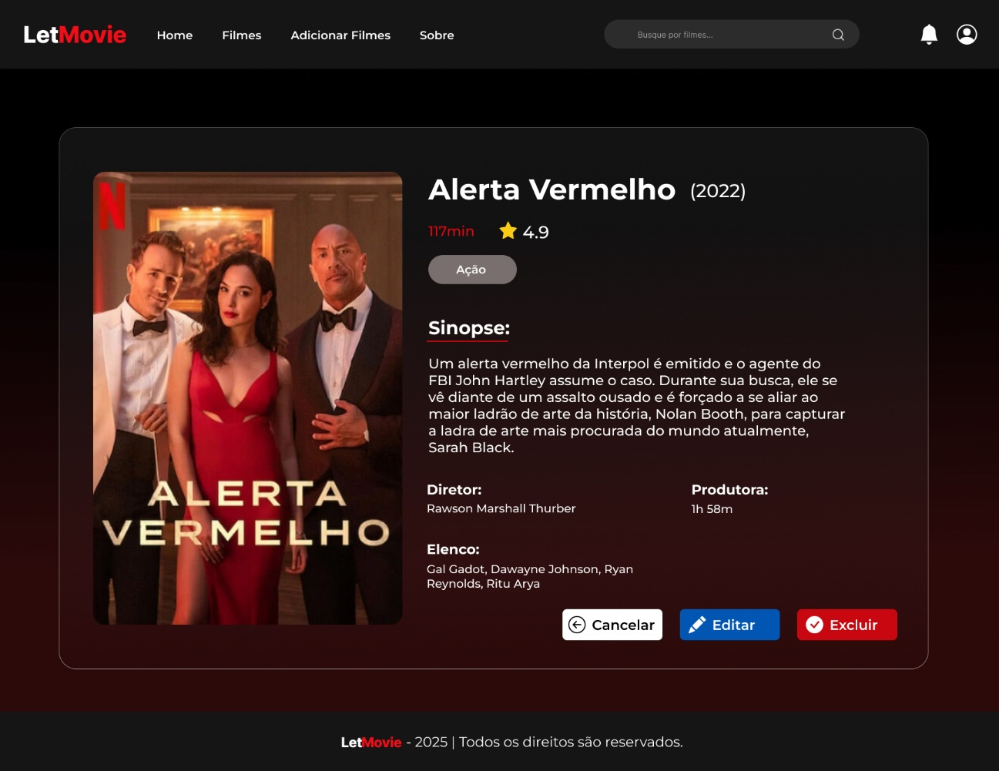 LetMovie Home Filmes Adicionar Filmes Sobre Busque por filmes...
N
ALERTA
VERMELHO
Alerta Vermelho (2022)
117min 4.9
Ação
Sinopse:
Um alerta vermelho da Interpol é emitido e o agente do
FBI John Hartley assume o caso. Durante sua busca, ele se
vê diante de um assalto ousado e é forçado a se aliar ao
maior ladrão de arte da história, Nolan Booth, para capturar
a ladra de arte mais procurada do mundo atualmente,
Sarah Black.
Diretor: Produtora:
Rawson Marshall Thurber 1h 58m
Elenco:
Gal Gadot, Dawayne Johnson, Ryan
Reynolds, Ritu Arya
Cancelar Editar Excluir
LetMovie - 2025 | Todos os direitos são reservados.